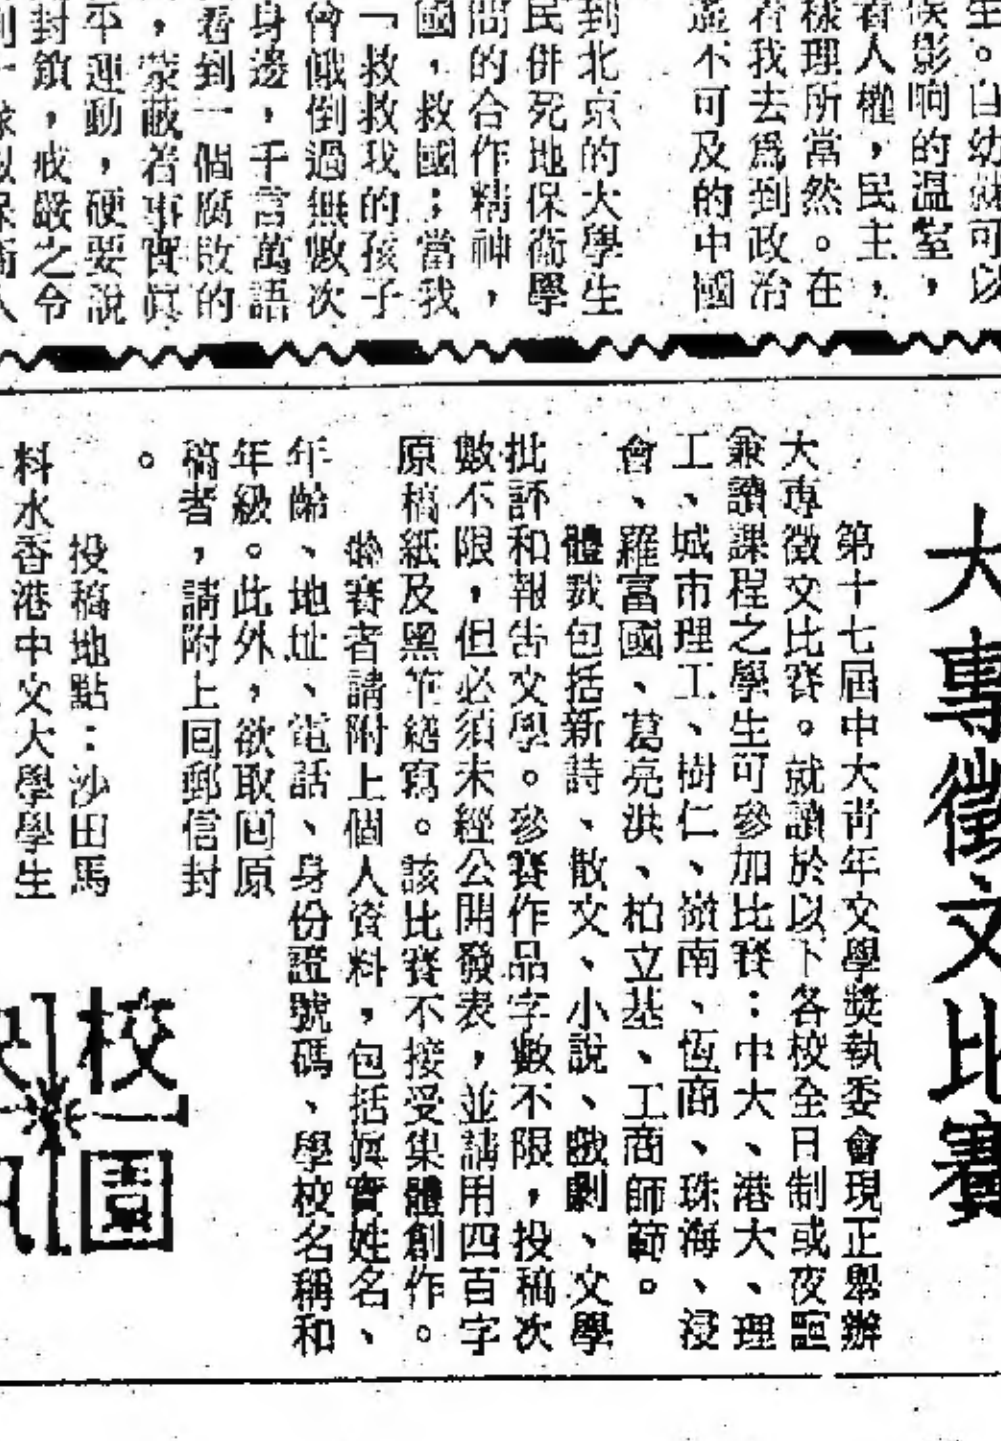 生。自幼就可以
影响的温室，
有人權，民主，
樣理所當然。在
着我去爲到政治
遙不可及的中國
到北京的大學生
民併死地保衞學
間的合作精神，
國，救國；當我
「救救我的孩子
曾餓倒過無數次
身邊，千言萬語
看到一個腐敗的
，蒙蔽着事實眞
平運動，硬要說
封鎖，戒嚴之令
大專徵文比賽
第十七屆中大青年文學獎執委會現正舉辦
大專徵文比賽。就讀於以下各校全日制或夜間
兼讀課程之學生可參加比賽：中大、港大、理
工、城市理工、樹仁、嶺南、恆商、珠海、浸
會、羅富國、葛亮洪、柏立基、工商師範。
體裁包括新詩、散文、小說、戲劇、文學
批評和報告文學。參賽作品字數不限，投稿次
數不限，但必須未經公開發表，並請用四百字
原稿紙及黑筆繕寫。該比賽不接受集體創作。
參賽者請附上個人資料，包括眞實姓名、
年齡、地址、電話、身份證號碼、學校名稱和
年級。此外，欲取回原
稿者，請附上回郵信封
。
投稿地點：沙田馬
料水香港中文大學學生
校園